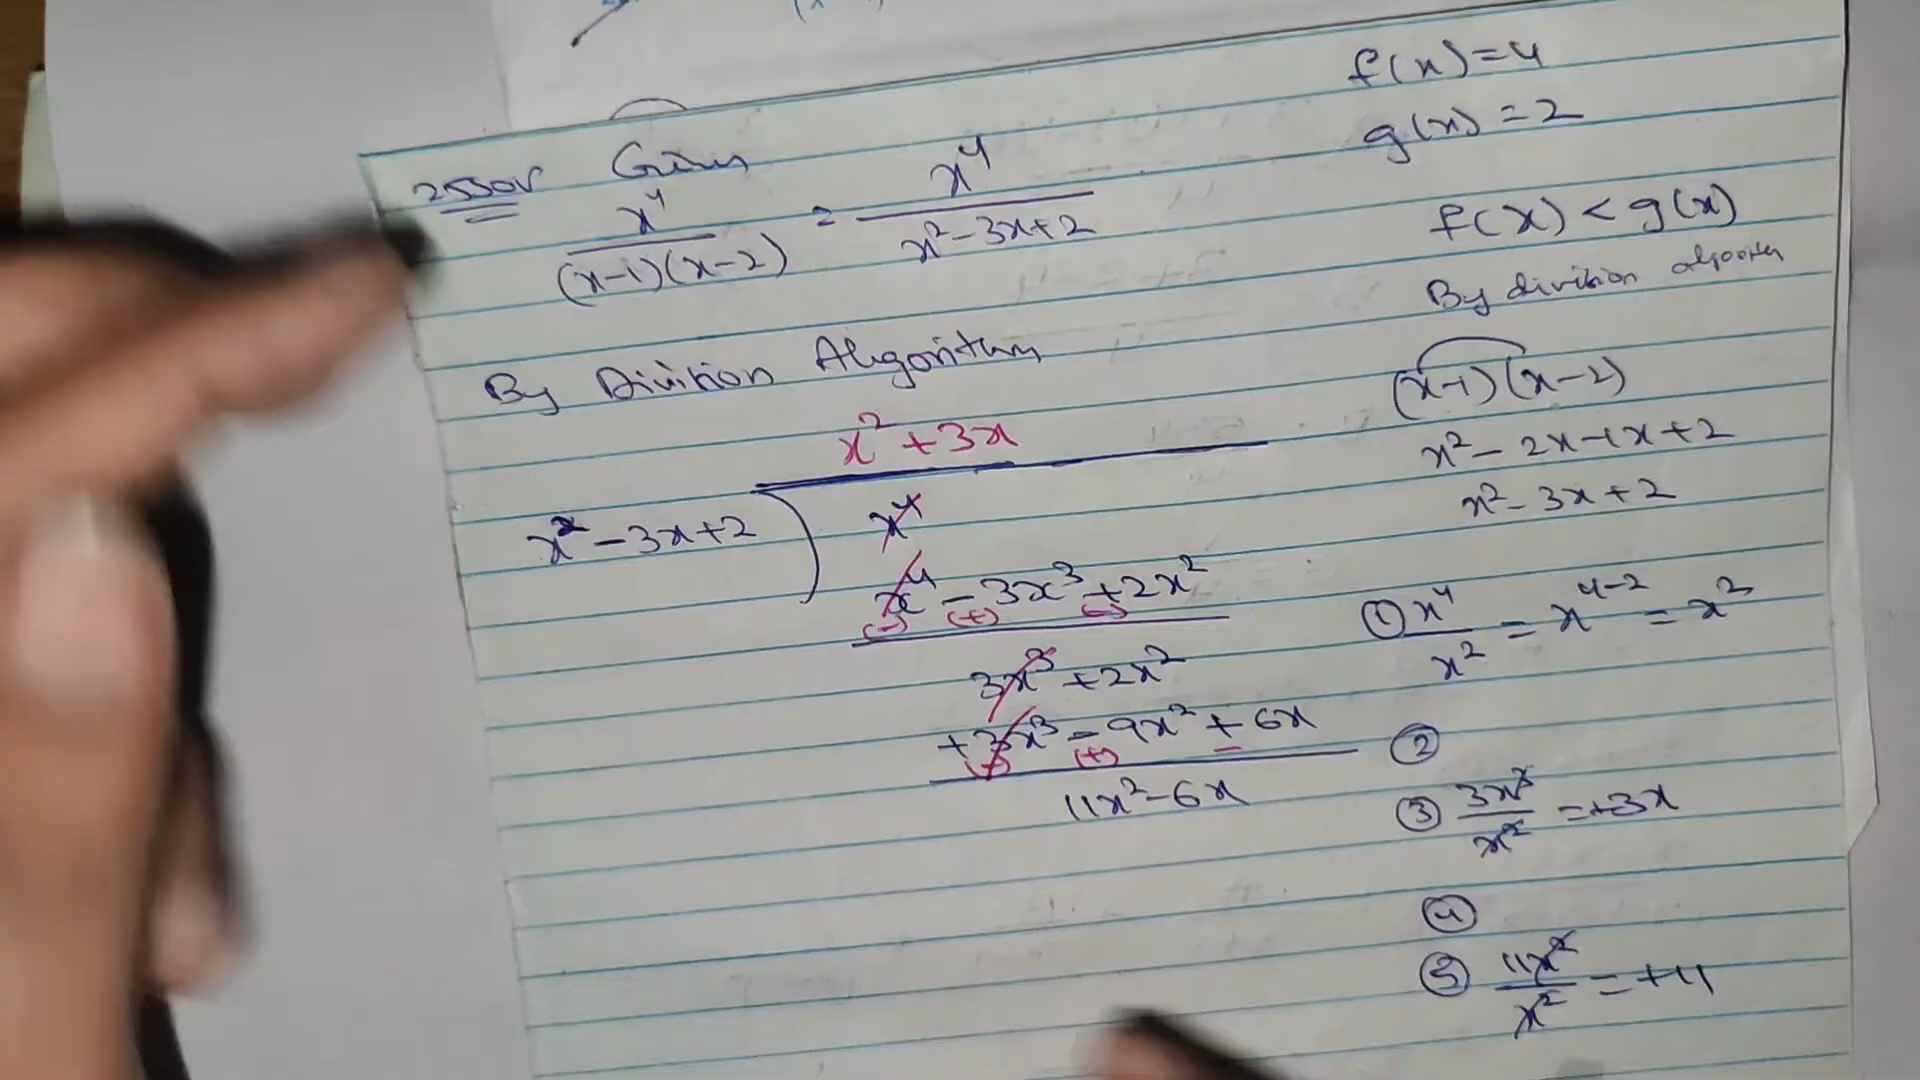 Given
x⁴/(x-1)(x-2) = x⁴/x²-3x+2
By Division Algorithm
x² +3x
x²-3x+2 ) x⁴
x⁴ - 3x³ +2x²
(-) (+) (-)
3x³ +2x²
+3x³ - 9x² + 6x
(-) (+) -
11x²-6x
f(x)=4
g(x)=2
f(x) < g(x)
By division
(x-1)(x-2)
x²- 2x-1x+2
x²- 3x+2
① x⁴/x² = x⁴⁻² = x²
②
③ 3x³/x² = +3x
④
⑤ 11x²/x² = +11